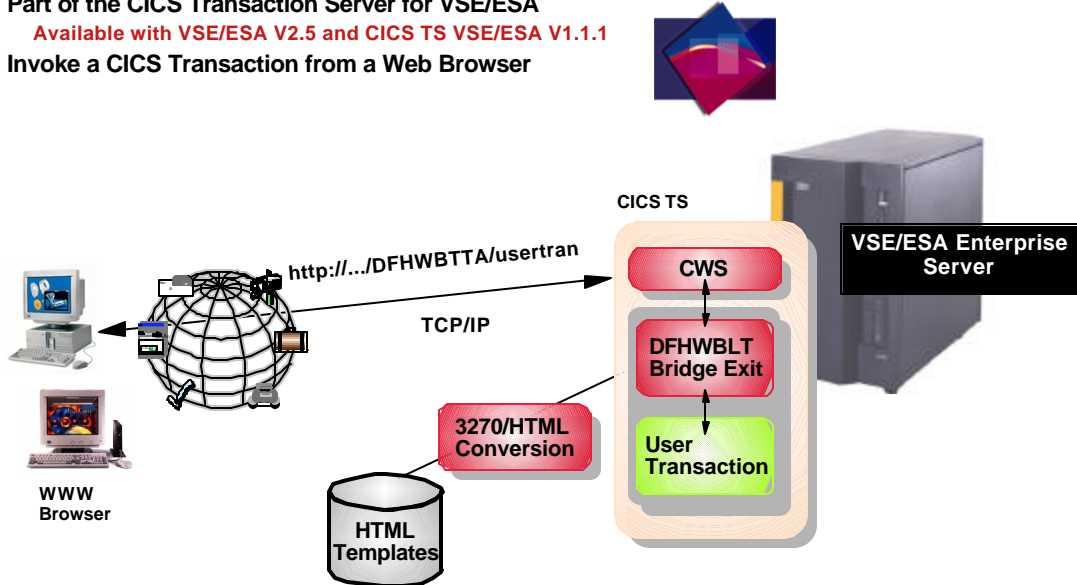 Part of the CICS Transaction Server for VSE/ESA
Available with VSE/ESA V2.5 and CICS TS VSE/ESA V1.1.1
Invoke a CICS Transaction from a Web Browser
CICS TS
VSE/ESA Enterprise
Server
http://.../DFHWBTTA/usertran
CWS
TCP/IP
DFHWBLT
Bridge Exit
3270/HTML
Conversion
User
Transaction
WWW
Browser
HTML
Templates